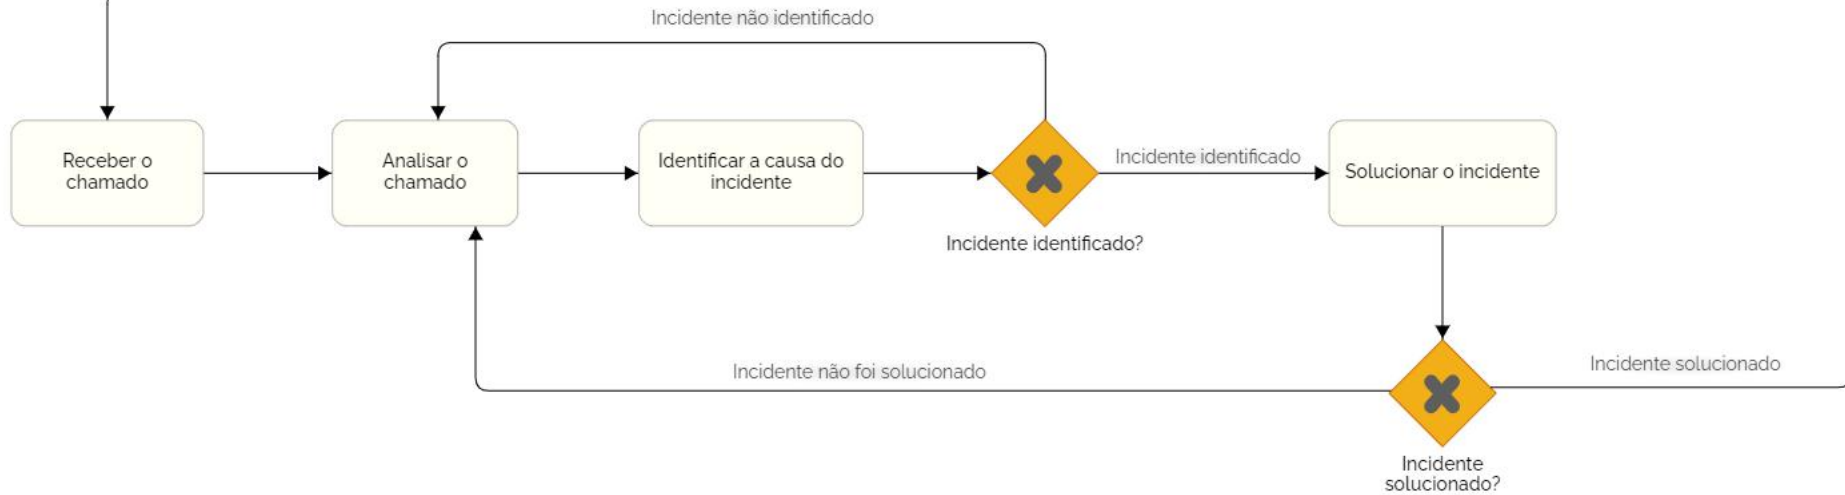 Incidente não identificado
Receber o
chamado
Analisar o
chamado
Identificar a causa do
incidente
Incidente identificado
Solucionar o incidente
Incidente identificado?
Incidente não foi solucionado
Incidente solucionado
Incidente
solucionado?